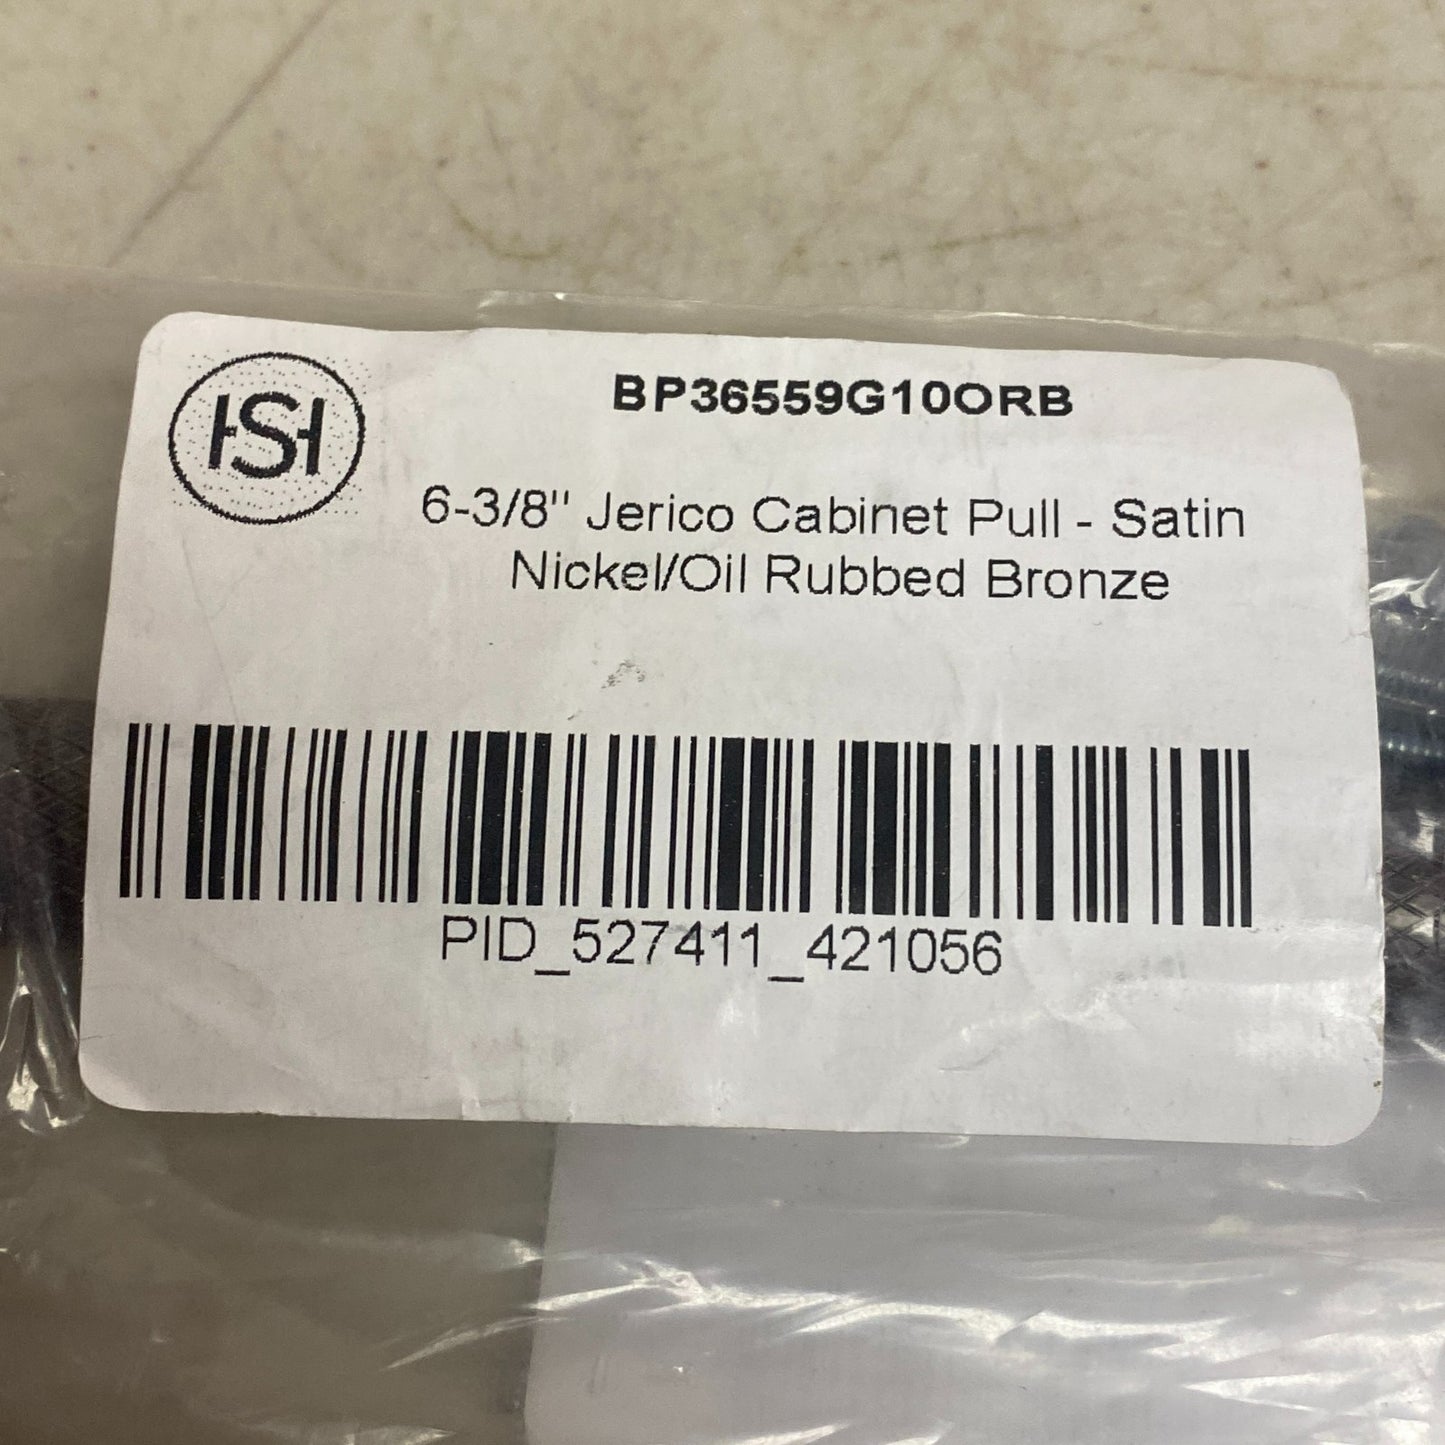 HSH
BP36559G10ORB
6-3/8" Jerico Cabinet Pull - Satin
Nickel/Oil Rubbed Bronze
PID_527411_421056